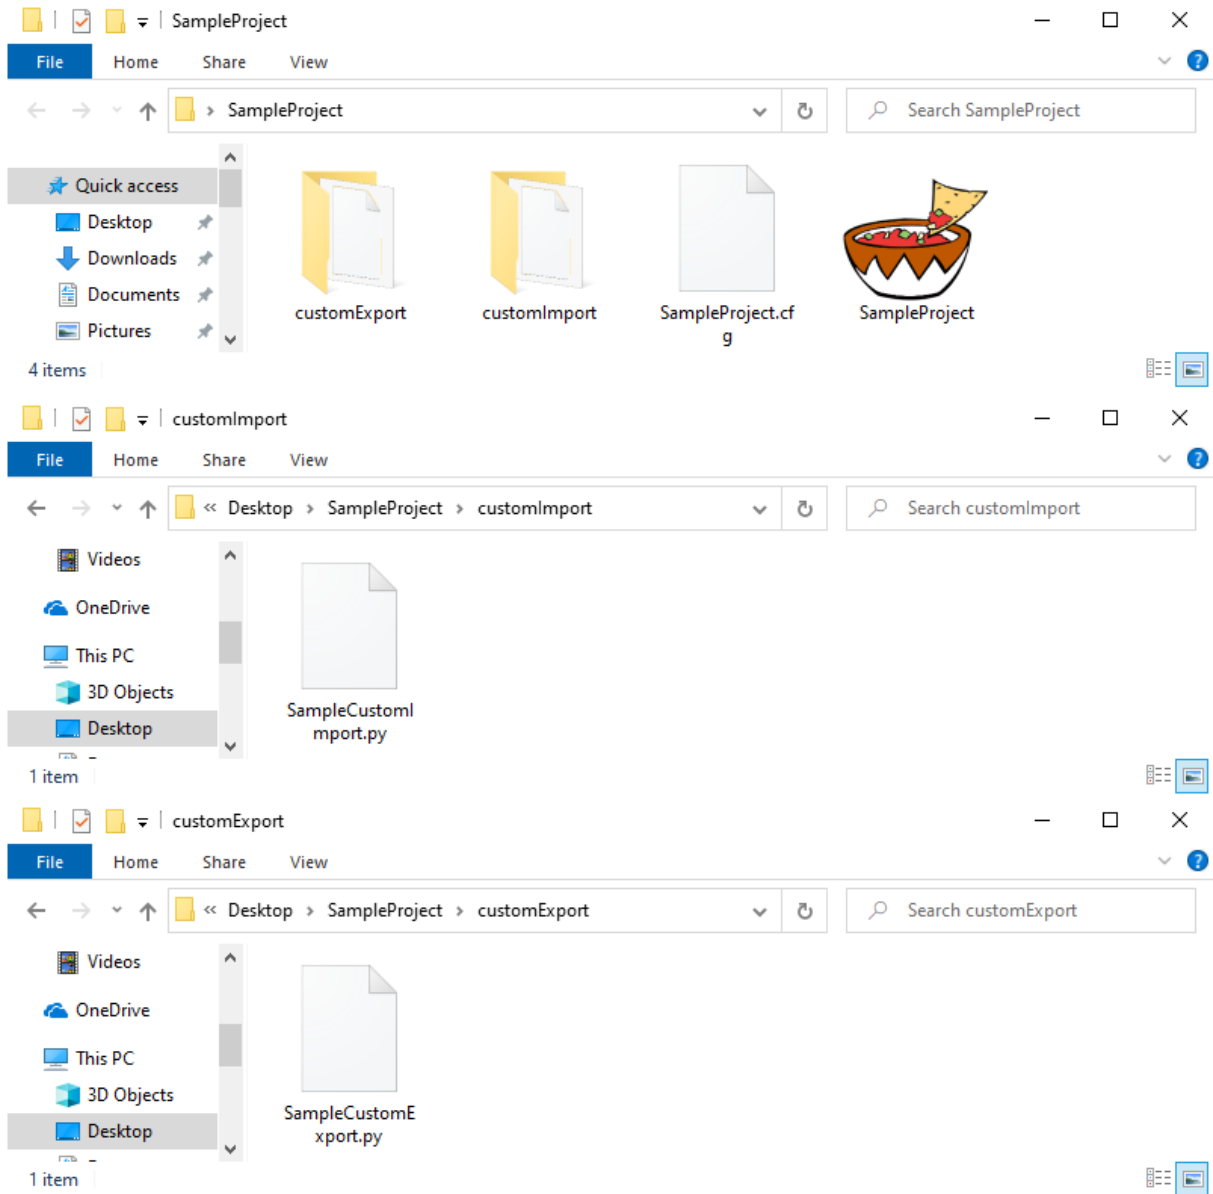 SampleProject
File Home Share View
SampleProject
Search SampleProject
Quick access
Desktop
Downloads
Documents
Pictures
customExport
customImport
SampleProject.cf
g
SampleProject
4 items
customImport
File Home Share View
« Desktop > SampleProject > customImport
Search customImport
Videos
OneDrive
This PC
3D Objects
Desktop
SampleCustomI
mport.py
1 item
customExport
File Home Share View
« Desktop > SampleProject > customExport
Search customExport
Videos
OneDrive
This PC
3D Objects
Desktop
SampleCustomE
xport.py
1 item